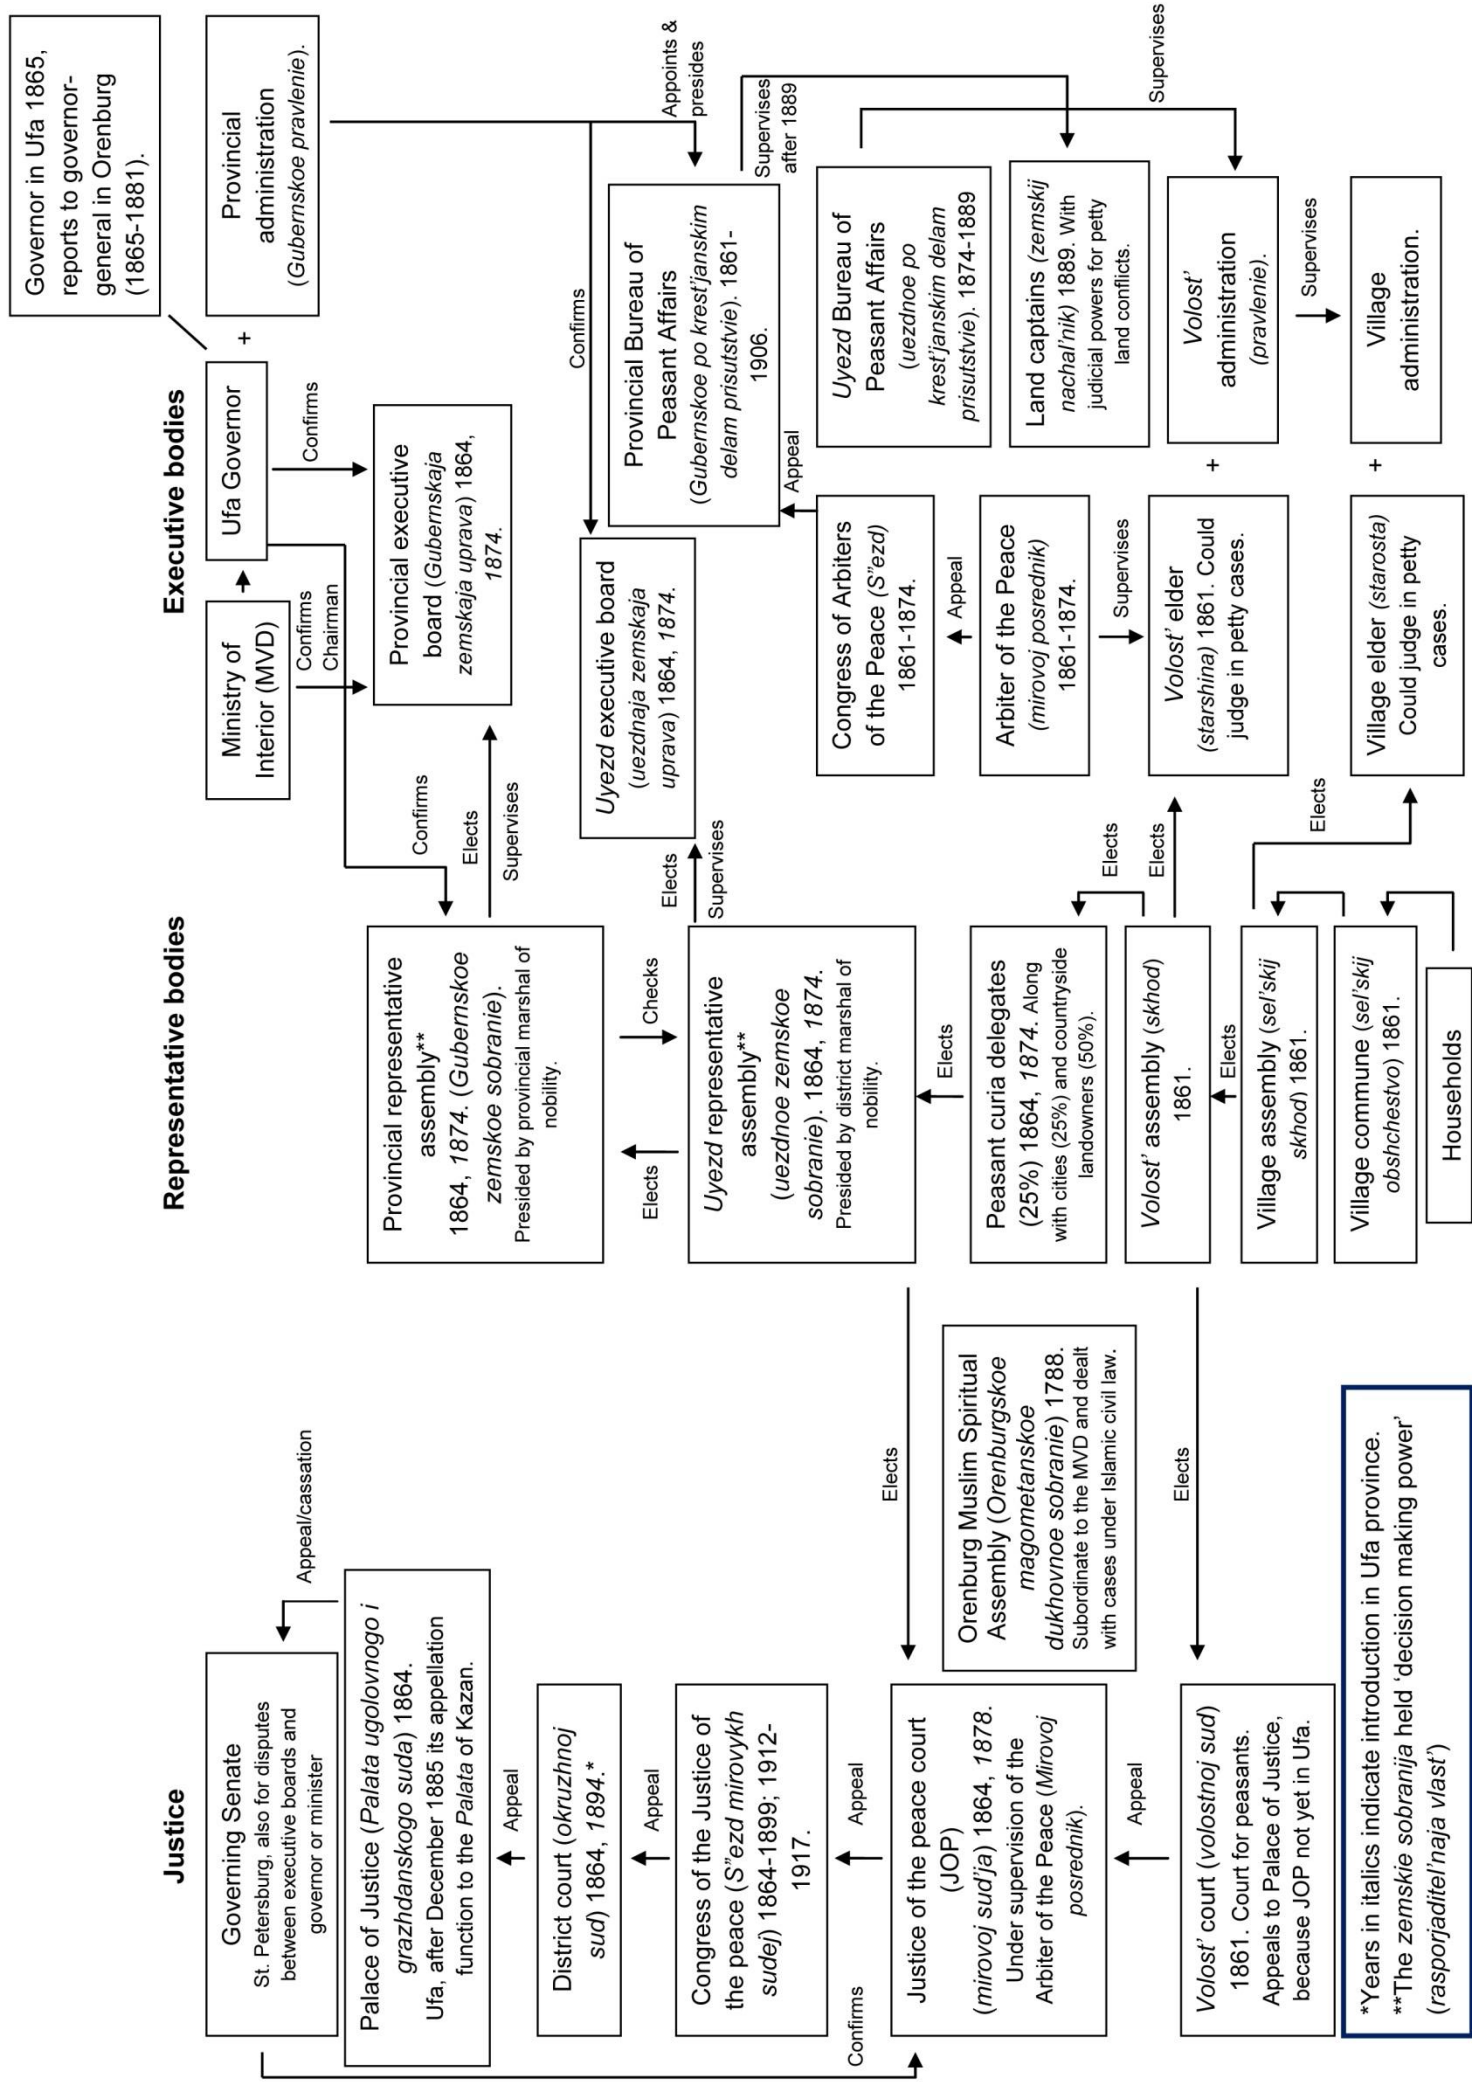 Justice
Representative bodies
Executive bodies
Governing Senate
St. Petersburg, also for disputes
between executive boards and
governor or minister
Appeal/cassation
Palace of Justice (Palata ugolovnogo i
grazhdanskogo suda) 1864.
Ufa, after December 1885 its appellation
function to the Palata of Kazan.
Appeal
District court (okruzhnoj
sud) 1864, 1894.*
Appeal
Congress of the Justice of
the peace (S"ezd mirovykh
sudej) 1864-1899; 1912-
1917.
Confirms
Appeal
Justice of the peace court
(JOP)
(mirovoj sud'ja) 1864, 1878.
Under supervision of the
Arbiter of the Peace (Mirovoj
posrednik).
Appeal
Volost' court (volostnoj sud)
1861. Court for peasants.
Appeals to Palace of Justice,
because JOP not yet in Ufa.
Elects
Orenburg Muslim Spiritual
Assembly (Orenburgskoe
magometanskoe
dukhovnoe sobranie) 1788.
Subordinate to the MVD and dealt
with cases under Islamic civil law.
Elects
*Years in italics indicate introduction in Ufa province.
**The zemskie sobranija held ‘decision making power’
(rasporjaditel’naja vlast’)
Provincial representative
assembly**
1864, 1874. (Gubernskoe
zemskoe sobranie).
Presided by provincial marshal of
nobility.
Confirms
Elects
Supervises
Elects
Checks
Uyezd representative
assembly**
(uezdnoe zemskoe
sobranie). 1864, 1874.
Presided by district marshal of
nobility.
Elects
Supervises
Elects
Peasant curia delegates
(25%) 1864, 1874. Along
with cities (25%) and countryside
landowners (50%).
Elects
Volost' assembly (skhod)
1861.
Elects
Elects
Village assembly (sel'skij
skhod) 1861.
Elects
Village commune (sel'skij
obshchestvo) 1861.
Households
Ministry of
Interior (MVD)
Confirms
Chairman
Ufa Governor
Confirms
+
Governor in Ufa 1865,
reports to governor-
general in Orenburg
(1865-1881).
Provincial
administration
(Gubernskoe pravlenie).
Provincial executive
board (Gubernskaja
zemskaja uprava) 1864,
1874.
Confirms
Appoints &
presides
Uyezd executive board
(uezdnaja zemskaja
uprava) 1864, 1874.
Provincial Bureau of
Peasant Affairs
(Gubernskoe po krest'janskim
delam prisutstvie). 1861-
1906.
Supervises
after 1889
Appeal
Congress of Arbiters
of the Peace (S"ezd)
1861-1874.
Uyezd Bureau of
Peasant Affairs
(uezdnoe po
krest'janskim delam
prisutstvie). 1874-1889
Appeal
Arbiter of the Peace
(mirovoj posrednik)
1861-1874.
Land captains (zemskij
nachal'nik) 1889. With
judicial powers for petty
land conflicts.
Supervises
Supervises
Volost' elder
(starshina) 1861. Could
judge in petty cases.
+
Volost'
administration
(pravlenie).
Supervises
Village elder (starosta)
Could judge in petty
cases.
+
Village
administration.